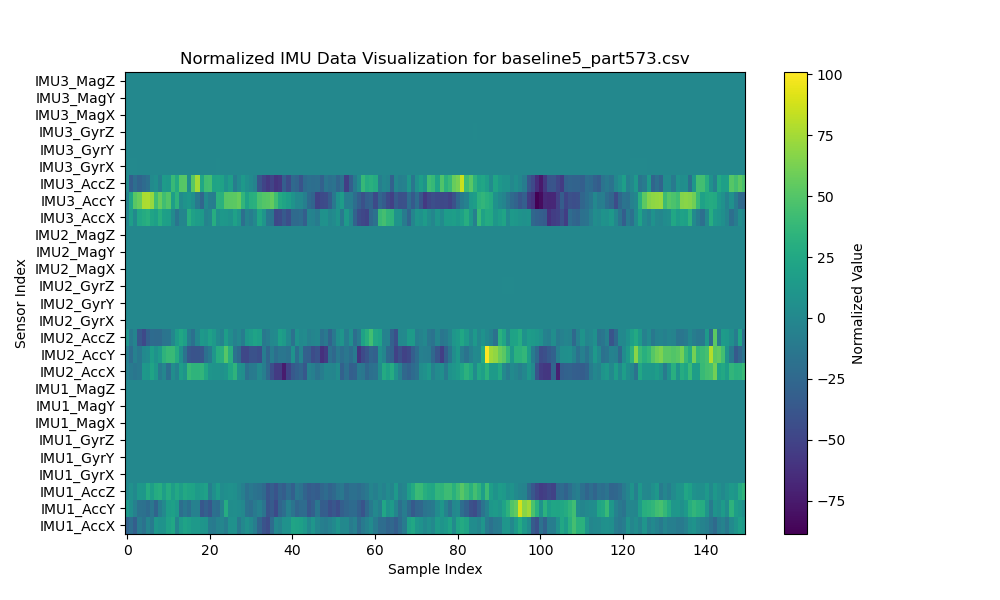 Normalized IMU Data Visualization for baseline5_part573.csv
IMU3_MagZ
IMU3_MagY
IMU3_MagX
IMU3_GyrZ
IMU3_GyrY
IMU3_GyrX
IMU3_AccZ
IMU3_AccY
IMU3_AccX
IMU2_MagZ
IMU2_MagY
IMU2_MagX
IMU2_GyrZ
IMU2_GyrY
IMU2_GyrX
IMU2_AccZ
IMU2_AccY
IMU2_AccX
IMU1_MagZ
IMU1_MagY
IMU1_MagX
IMU1_GyrZ
IMU1_GyrY
IMU1_GyrX
IMU1_AccZ
IMU1_AccY
IMU1_AccX
Sensor Index
0 20 40 60 80 100 120 140
Sample Index
100
75
50
25
0
−25
−50
−75
Normalized Value